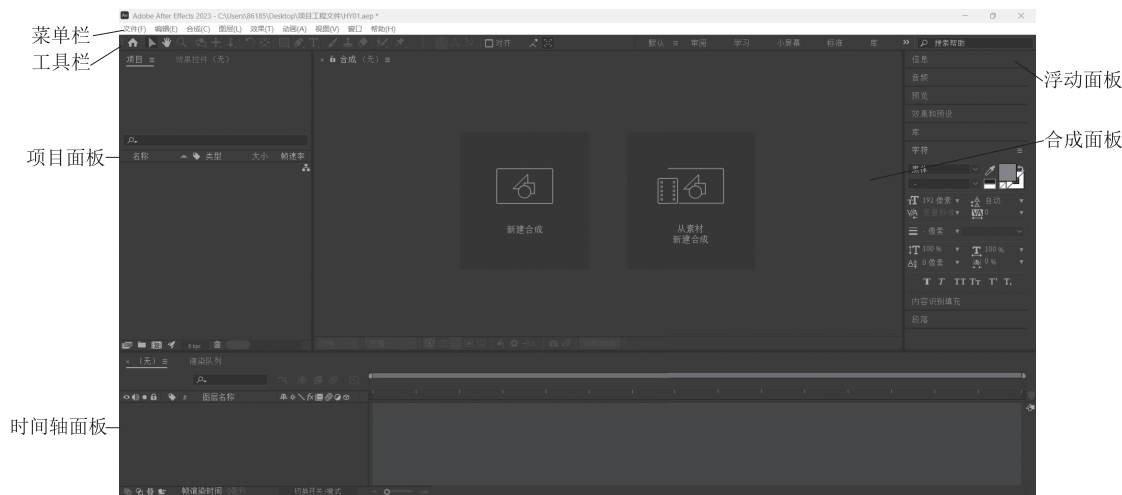 Adobe After Effects 2023 - C:\Users\86185\Desktop\项目工程文件\HY01.aep *
菜单栏
文件(F) 编辑(E) 合成(C) 图层(L) 效果(T) 动画(A) 视图(V) 窗口 帮助(H)
工具栏
对齐 默认 审阅 学习 小屏幕 标准 库 搜索帮助
项目 效果控件（无） × 合成（无） 信息
浮动面板
音频
预览
效果和预设
库
合成面板
项目面板
名称 类型 大小 帧速率
字符
黑体
-
192 像素 自动
0
- 像素
新建合成
从素材
新建合成
100 % 100 %
0 像素 0 %
T T TT Tt T' T,
内容识别填充
段落
8 bpc
× （无） 渲染队列
# 图层名称
时间轴面板
帧渲染时间 切换开关/模式